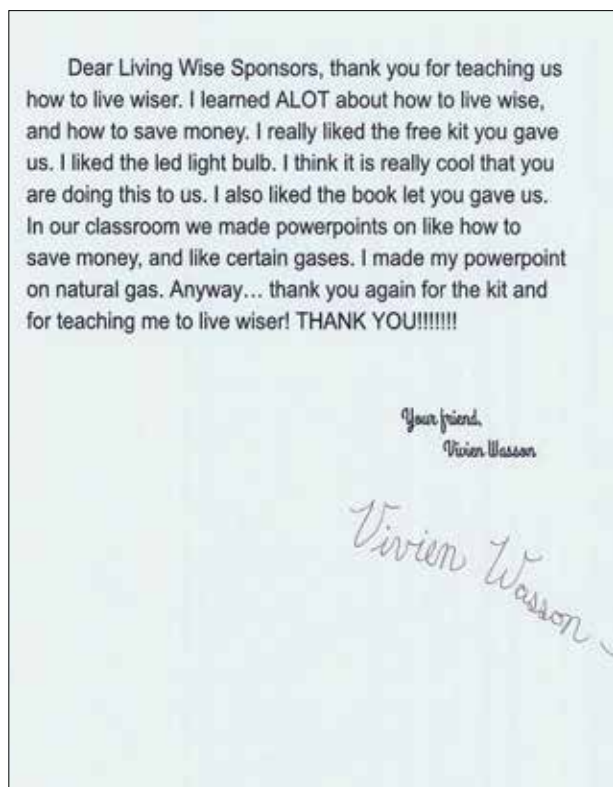 Dear Living Wise Sponsors, thank you for teaching us
how to live wiser. I learned ALOT about how to live wise,
and how to save money. I really liked the free kit you gave
us. I liked the led light bulb. I think it is really cool that you
are doing this to us. I also liked the book let you gave us.
In our classroom we made powerpoints on like how to
save money, and like certain gases. I made my powerpoint
on natural gas. Anyway… thank you again for the kit and
for teaching me to live wiser! THANK YOU!!!!!!!
Your friend,
Vivien Wasson
Vivien Wasson